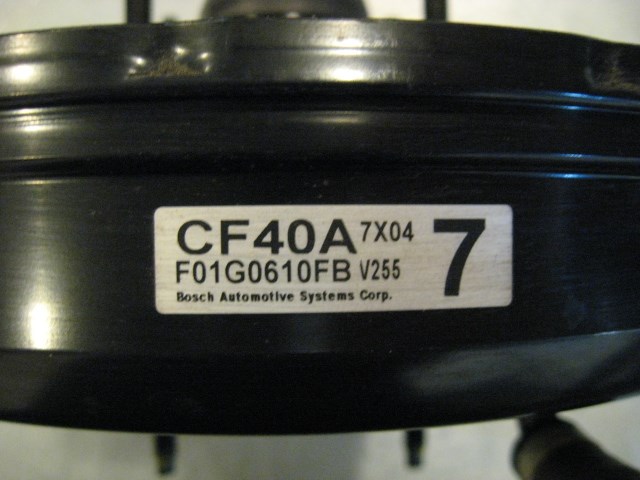 CF40A 7X04 7
F01G0610FB V255
Bosch Automotive Systems Corp.